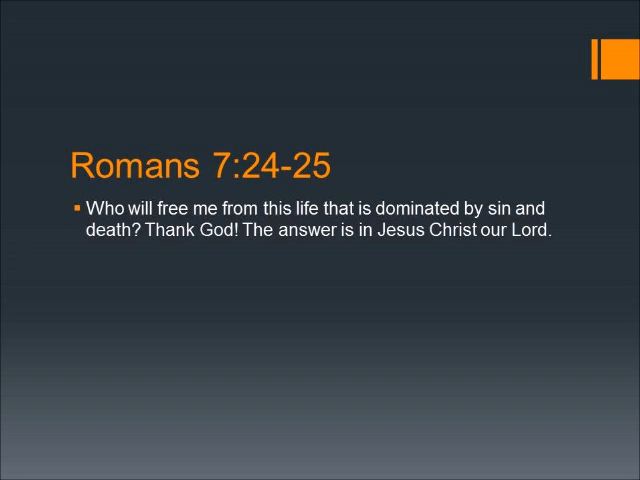 Romans 7:24-25
Who will free me from this life that is dominated by sin and
death? Thank God! The answer is in Jesus Christ our Lord.